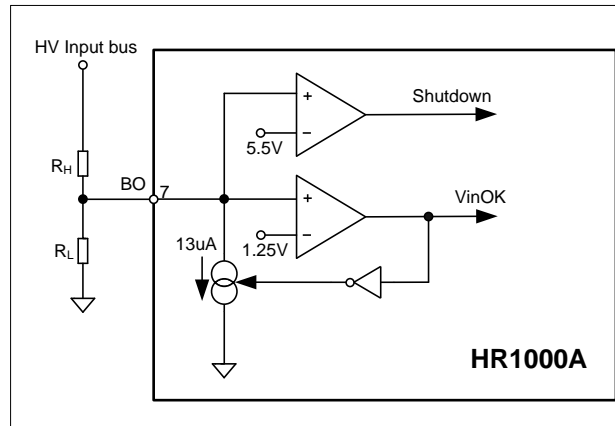 HV Input bus
Shutdown
5.5V
RH
BO
7
VinOK
1.25V
13uA
RL
HR1000A
+
−
+
−